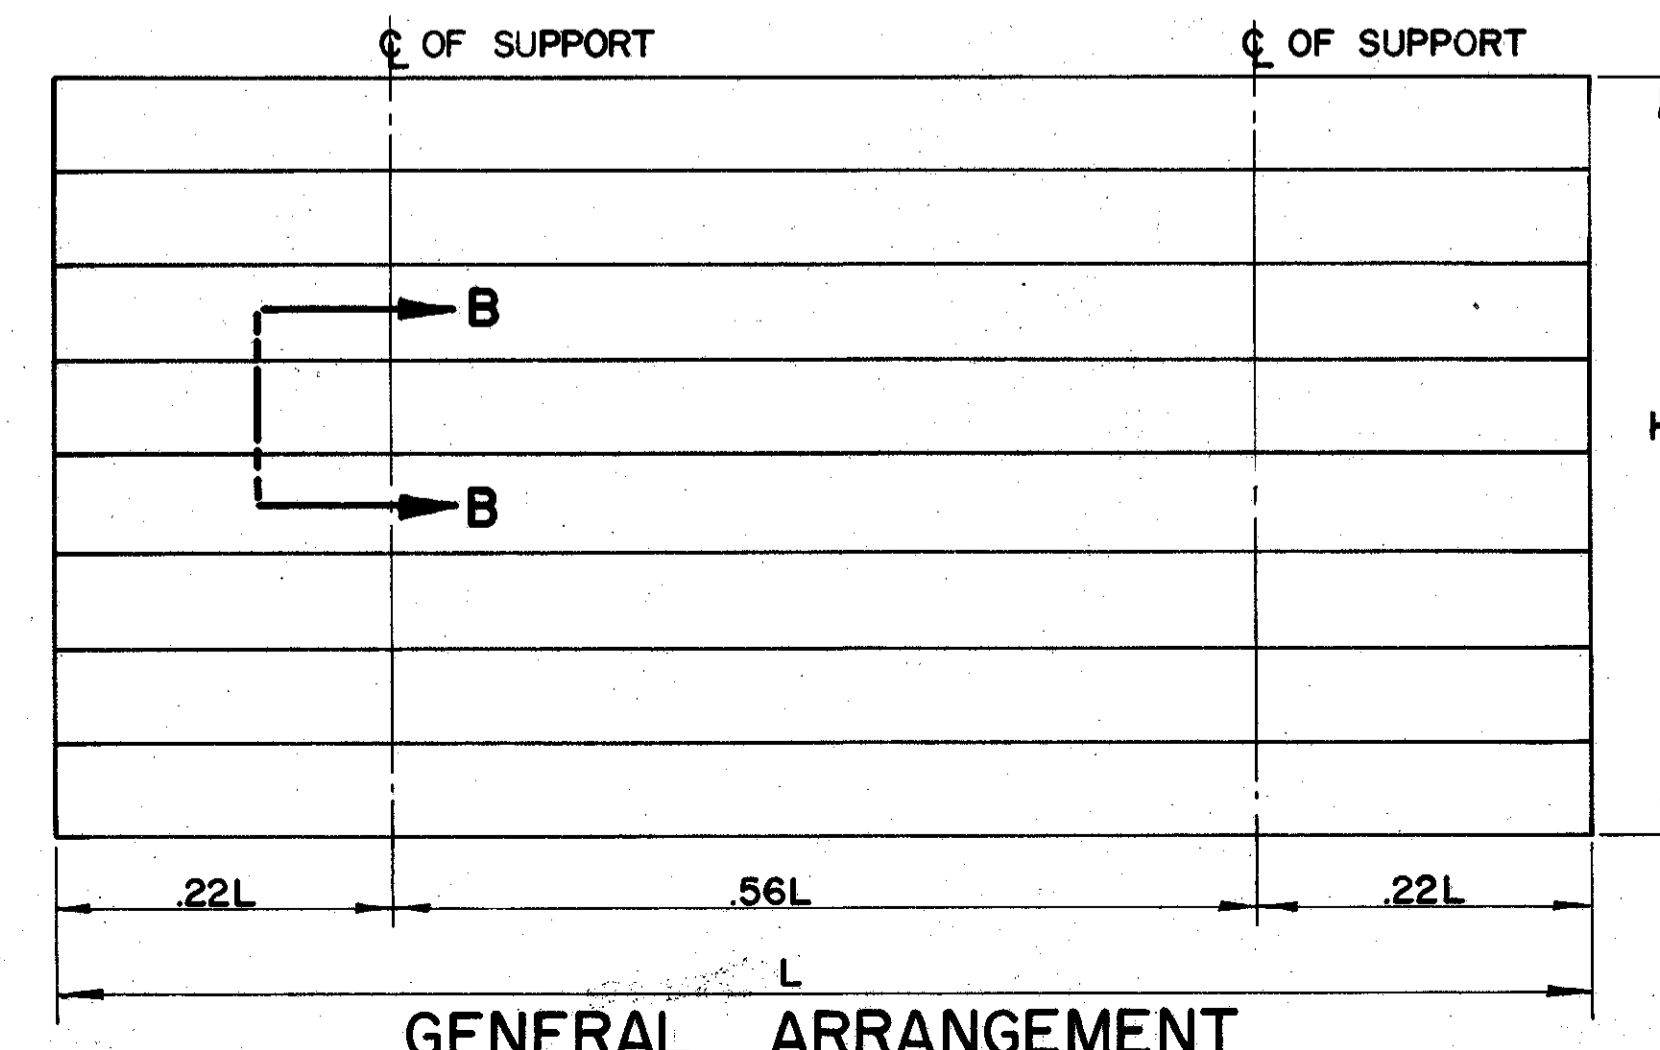 ℄ OF SUPPORT ℄ OF SUPPORT
B
H
B
.22L .56L .22L
L
GENERAL ARRANGEMENT